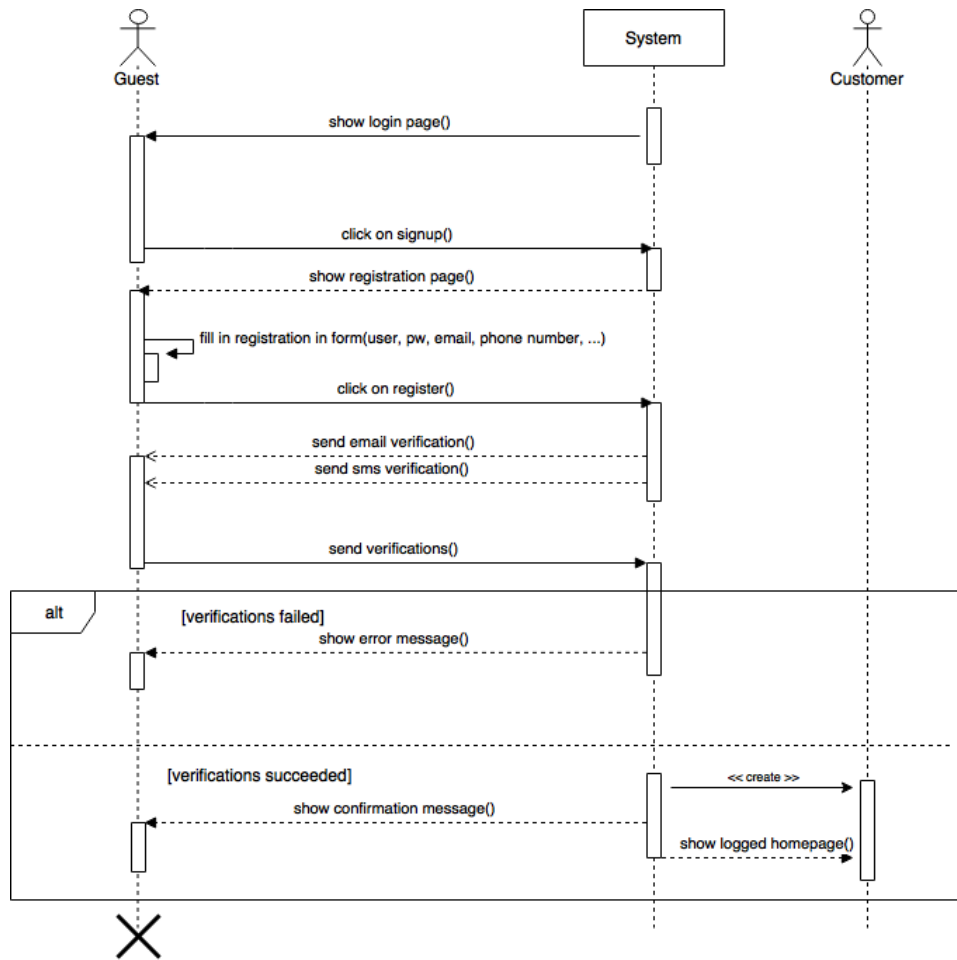 Guest
System
Customer
show login page()
click on signup()
show registration page()
fill in registration in form(user, pw, email, phone number, ...)
click on register()
send email verification()
send sms verification()
send verifications()
alt
[verifications failed]
show error message()
[verifications succeeded]
<< create >>
show confirmation message()
show logged homepage()